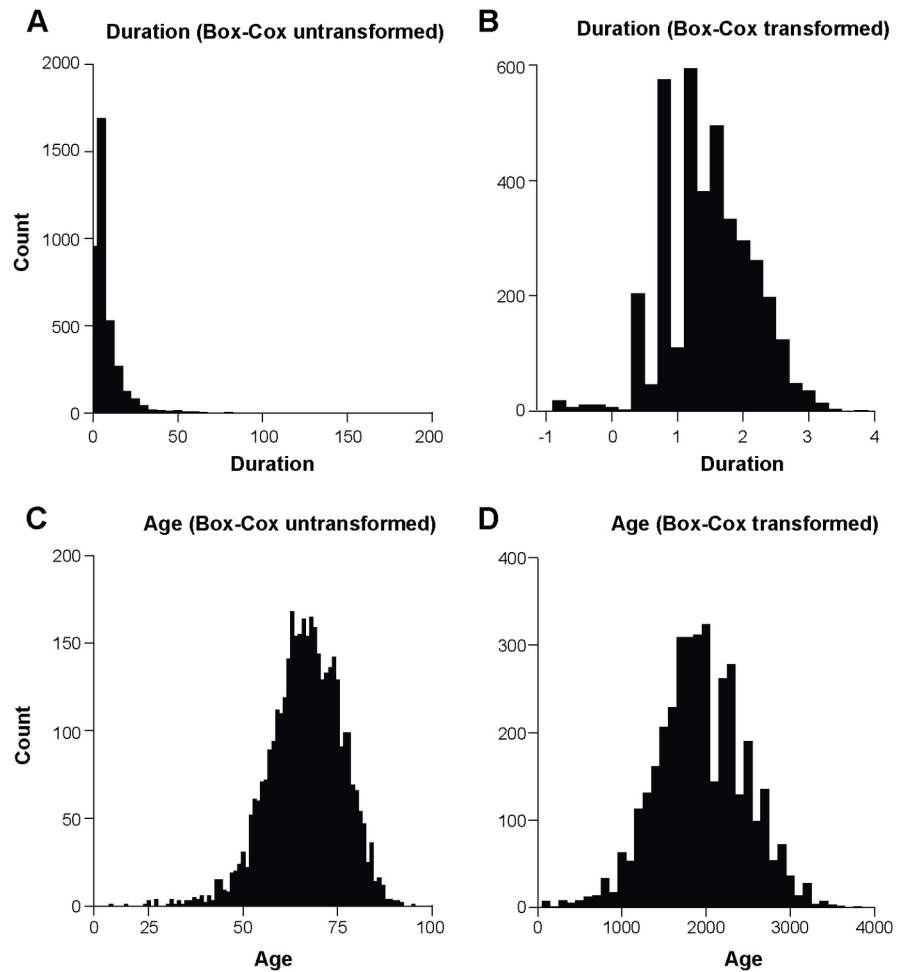 A
Duration (Box-Cox untransformed)
2000
1500
1000
500
0
Count
0 50 100 150 200
Duration
B
Duration (Box-Cox transformed)
600
400
200
0
-1 0 1 2 3 4
Duration
C
Age (Box-Cox untransformed)
200
150
100
50
0
Count
0 25 50 75 100
Age
D
Age (Box-Cox transformed)
400
300
200
100
0
0 1000 2000 3000 4000
Age